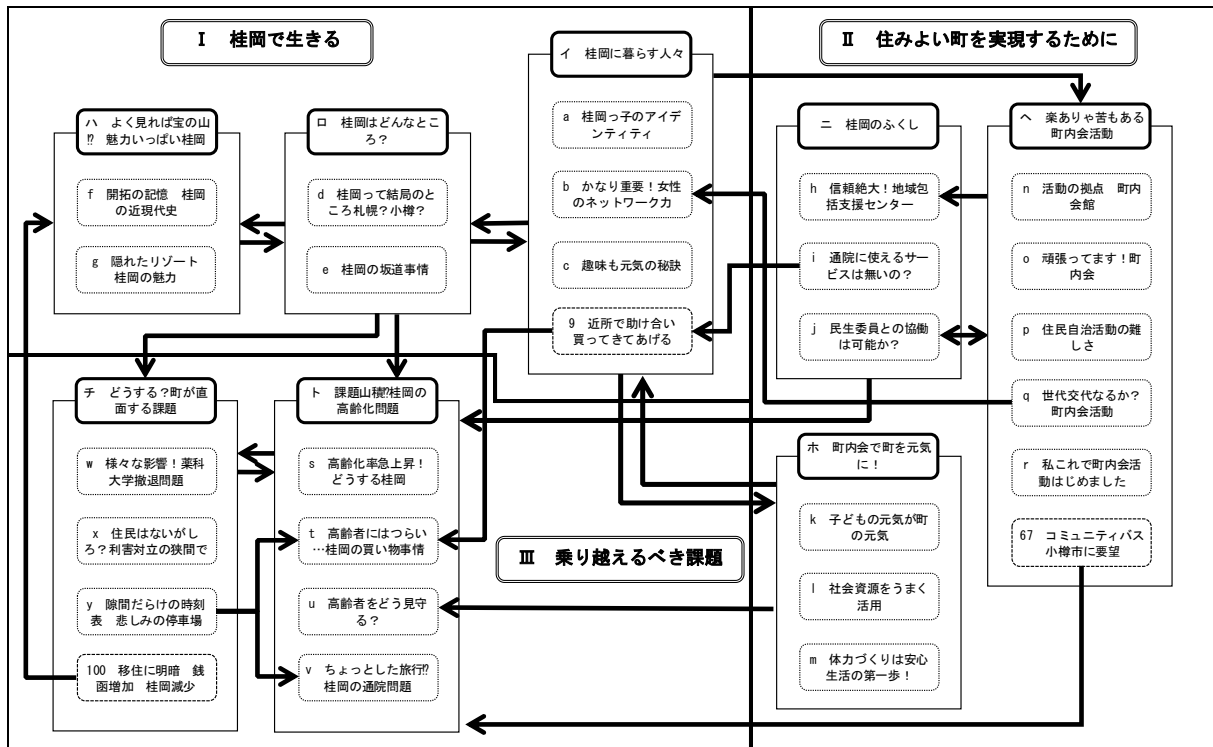 Ⅰ 桂岡で生きる
ハ よく見れば宝の山
⁉ 魅力いっぱい桂岡
f 開拓の記憶 桂岡
の近現代史
g 隠れたリゾート
桂岡の魅力
ロ 桂岡はどんなとこ
ろ?
d 桂岡って結局のと
ころ札幌?小樽?
e 桂岡の坂道事情
イ 桂岡に暮らす人々
a 桂岡っ子のアイデ
ンティティ
b かなり重要!女性
のネットワーク力
c 趣味も元気の秘訣
9 近所で助け合い
買ってきてあげる
Ⅱ 住みよい町を実現するために
ニ 桂岡のふくし
h 信頼絶大!地域包
括支援センター
i 通院に使えるサー
ビスは無いの?
j 民生委員との協働
は可能か?
ヘ 楽ありゃ苦もある
町内会活動
n 活動の拠点 町内
会館
o 頑張ってます!町
内会
p 住民自治活動の難
しさ
q 世代交代なるか?
町内会活動
r 私これで町内会活
動はじめました
67 コミュニティバス
小樽市に要望
ホ 町内会で町を元気
に!
k 子どもの元気が町
の元気
l 社会資源をうまく
活用
m 体力づくりは安心
生活の第一歩!
Ⅲ 乗り越えるべき課題
チ どうする?町が直
面する課題
w 様々な影響!薬科
大学撤退問題
x 住民はないがし
ろ?利害対立の狭間で
y 隙間だらけの時刻
表 悲しみの停車場
100 移住に明暗 銭
函増加 桂岡減少
ト 課題山積⁉桂岡の
高齢化問題
s 高齢化率急上昇!
どうする桂岡
t 高齢者にはつらい
…桂岡の買い物事情
u 高齢者をどう見守
る?
v ちょっとした旅行⁉
桂岡の通院問題